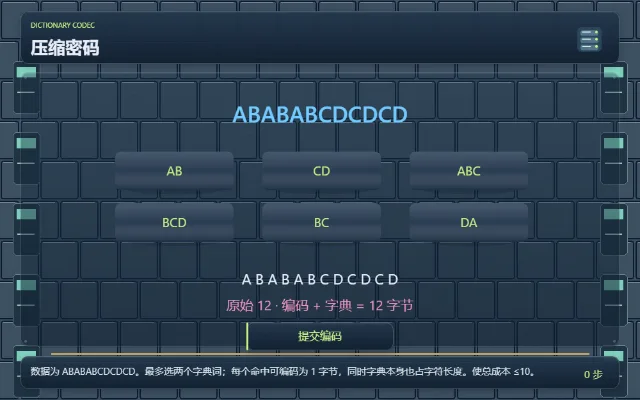 DICTIONARY CODEC
压缩密码
ABABABCDCDCD
AB
CD
ABC
BCD
BC
DA
A B A B A B C D C D C D
原始 12 · 编码 + 字典 = 12 字节
提交编码
数据为 ABABABCDCDCD。最多选两个字典词；每个命中可编码为 1 字节，同时字典本身也占字符长度。使总成本 ≤10。
0 步